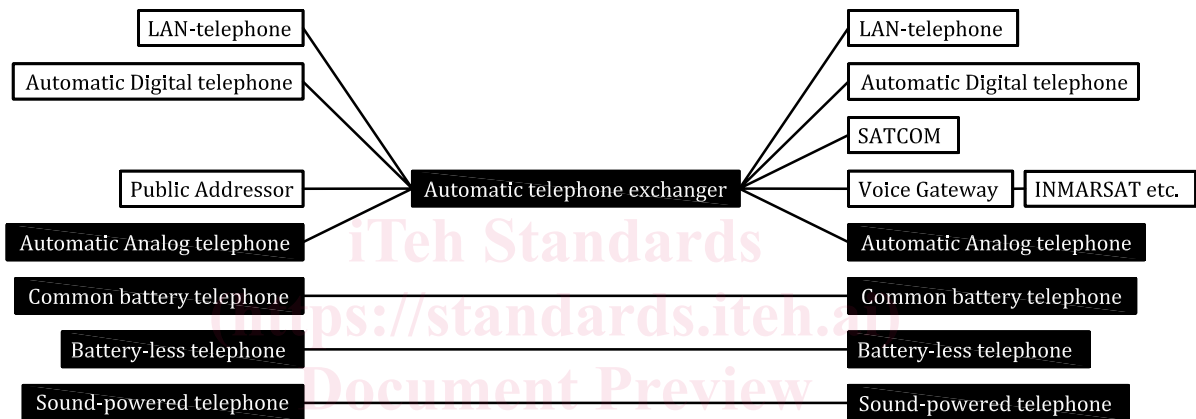 LAN-telephone
LAN-telephone
Automatic Digital telephone
Automatic Digital telephone
SATCOM
Public Addressor
Automatic telephone exchanger
Voice Gateway
INMARSAT etc.
Automatic Analog telephone
Automatic Analog telephone
iTeh Standards
Common battery telephone
Common battery telephone
(https://standards.iteh.ai)
Battery-less telephone
Battery-less telephone
Document Preview
Sound-powered telephone
Sound-powered telephone